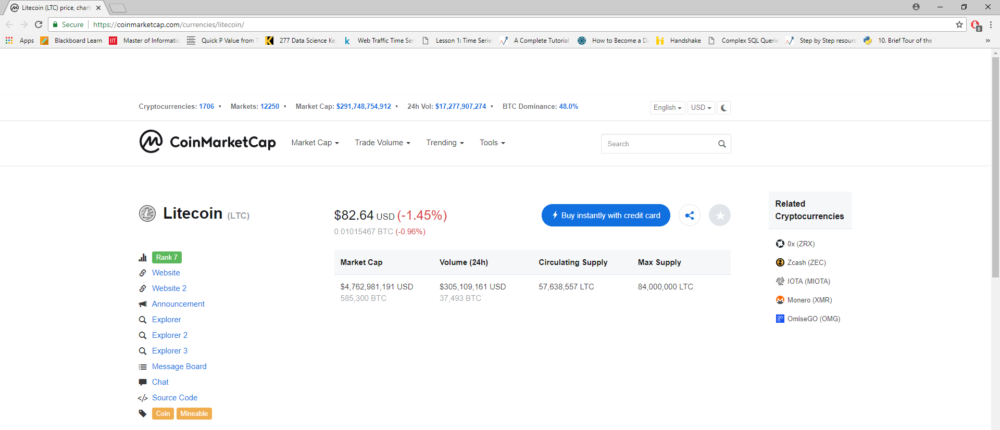 Litecoin (LTC) price, chart
Secure https://coinmarketcap.com/currencies/litecoin/
6
Apps Blackboard Learn IIT Master of Informatic Quick P Value from T K 277 Data Science Ke k Web Traffic Time Ser Lesson 1: Time Serie A Complete Tutorial How to Become a Da Handshake Complex SQL Querie Step by Step resourc 10. Brief Tour of the »
Cryptocurrencies: 1706 • Markets: 12250 • Market Cap: $291,748,754,912 • 24h Vol: $17,277,907,274 • BTC Dominance: 48.0% English USD
CoinMarketCap Market Cap Trade Volume Trending Tools Search
Litecoin (LTC)
$82.64 USD (-1.45%)
0.01015467 BTC (-0.96%)
Buy instantly with credit card
Rank 7
Website
Website 2
Announcement
Explorer
Explorer 2
Explorer 3
Message Board
Chat
</> Source Code
Coin Mineable
Market Cap Volume (24h) Circulating Supply Max Supply
$4,762,981,191 USD $305,109,161 USD 57,638,557 LTC 84,000,000 LTC
585,300 BTC 37,493 BTC
Related
Cryptocurrencies
0x (ZRX)
Zcash (ZEC)
IOTA (MIOTA)
Monero (XMR)
OmiseGO (OMG)